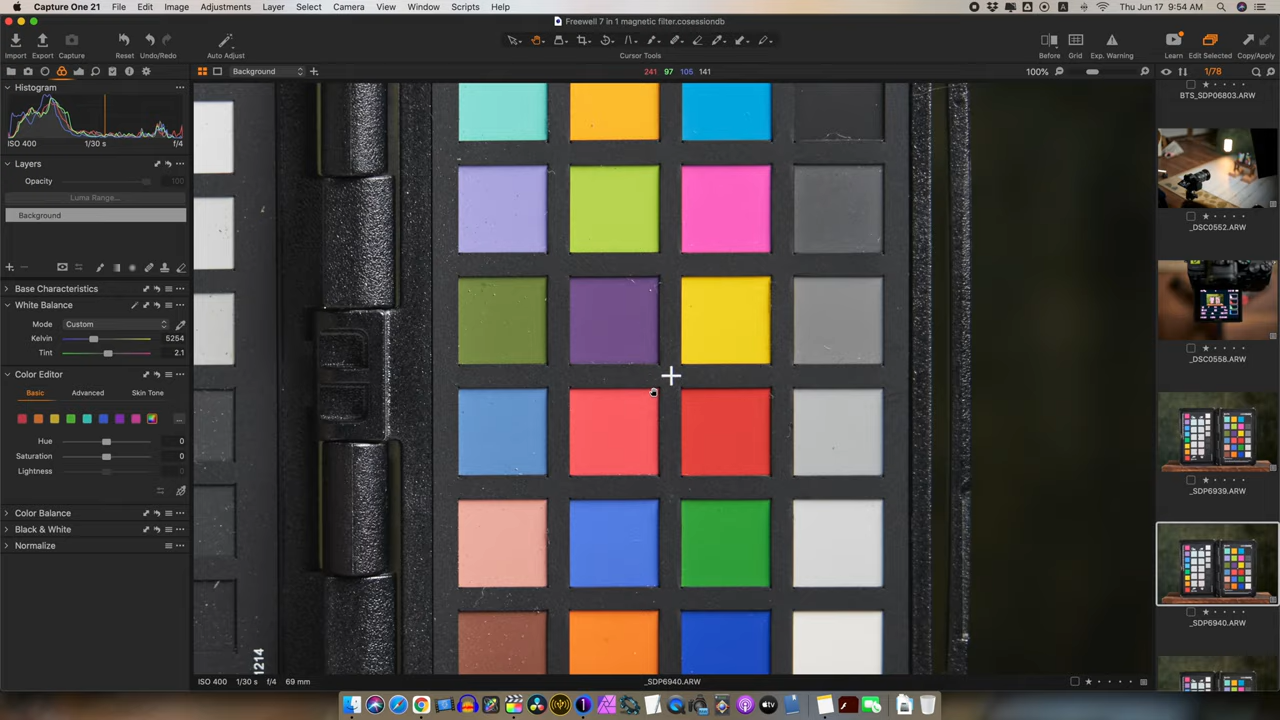 Capture One 21 File Edit Image Adjustments Layer Select Camera View Window Scripts Help
Thu Jun 17 9:54 AM
Freewell 7 in 1 magnetic filter.cosessiondb
Import Export Capture Reset Undo/Redo Auto Adjust
Cursor Tools
Before Grid Exp. Warning Learn Edit Selected Copy/Apply
Background
241 97 105 141
100%
1/78
Histogram
ISO 400 1/30 s f/4
Layers
Opacity 100
Luma Range...
Background
Base Characteristics
White Balance
Mode Custom
Kelvin 5254
Tint 2.1
Color Editor
Basic Advanced Skin Tone
Hue 0
Saturation 0
Lightness 0
Color Balance
Black & White
Normalize
1214
BTS_SDP06803.ARW
_DSC0552.ARW
_DSC0558.ARW
_SDP6939.ARW
_SDP6940.ARW
ISO 400 1/30 s 69 mm
_SDP6940.ARW